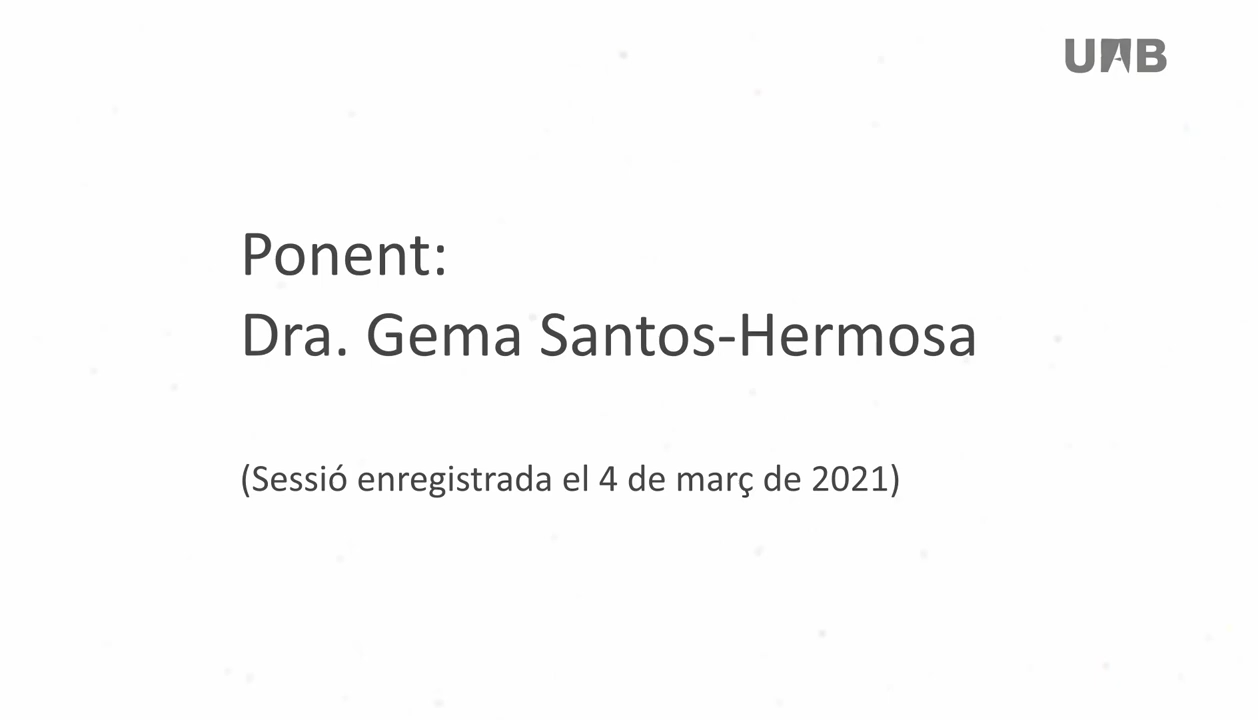 UAB
Ponent:
Dra. Gema Santos-Hermosa
(Sessió enregistrada el 4 de març de 2021)